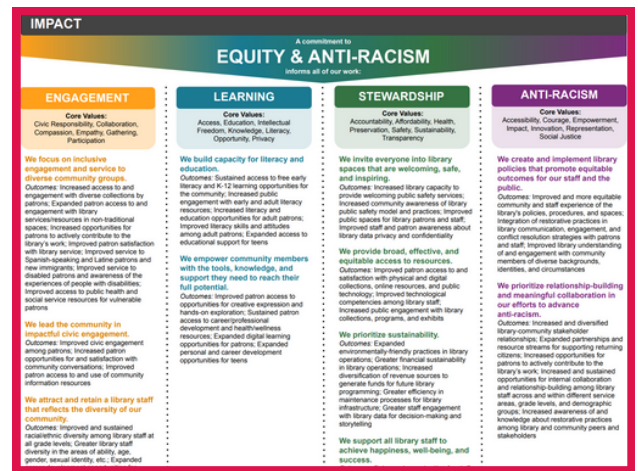 IMPACT
A commitment to
EQUITY & ANTI-RACISM
informs all of our work:
ENGAGEMENT
Core Values:
Civic Responsibility, Collaboration,
Compassion, Empathy, Gathering,
Participation
We focus on inclusive
engagement and service to
diverse community groups.
Outcomes: Increased access to and
engagement with diverse collections by
patrons; Expanded patron access to and
engagement with library
services/resources in non-traditional
spaces; Increased opportunities for
patrons to actively contribute to the
library's work; Improved patron satisfaction
with library service; Improved service to
Spanish-speaking and Latine patrons and
new immigrants; Improved service to
disabled patrons and awareness of the
experiences of people with disabilities;
Increased access to public health and
social service resources for vulnerable
patrons
We lead the community in
impactful civic engagement.
Outcomes: Improved civic engagement
among patrons; Increased patron
opportunities for and satisfaction with
community conversations; Improved
patron access to and use of community
information resources
We attract and retain a library staff
that reflects the diversity of our
community.
Outcomes: Improved and sustained
racial/ethnic diversity among library staff at
all grade levels; Greater library staff
diversity in the areas of ability, age,
gender, sexual identity, etc.; Expanded
LEARNING
Core Values:
Access, Education, Intellectual
Freedom, Knowledge, Literacy,
Opportunity, Privacy
We build capacity for literacy and
education.
Outcomes: Sustained access to free early
literacy and K-12 learning opportunities for
the community; Increased public
engagement with early and adult literacy
resources; Increased literacy and
education opportunities for adult patrons;
Improved literacy skills and attitudes
among adult patrons; Expanded access to
educational support for teens
We empower community members
with the tools, knowledge, and
support they need to reach their
full potential.
Outcomes: Improved patron access to
opportunities for creative expression and
hands-on exploration; Sustained patron
access to career/professional
development and health/wellness
resources; Expanded digital learning
opportunities for patrons; Expanded
personal and career development
opportunities for teens
STEWARDSHIP
Core Values:
Accountability, Affordability, Health,
Preservation, Safety, Sustainability,
Transparency
We invite everyone into library
spaces that are welcoming, safe,
and inspiring.
Outcomes: Increased library capacity to
provide welcoming public safety services;
Increased community awareness of library
public safety model and practices; Improved
public spaces for library patrons and staff;
Improved staff and patron awareness about
library data privacy and confidentiality
We provide broad, effective, and
equitable access to resources.
Outcomes: Improved patron access to and
satisfaction with physical and digital
collections, online resources, and public
technology; Improved technological
competencies among library staff;
Increased public engagement with library
collections, programs, and exhibits
We prioritize sustainability.
Outcomes: Expanded
environmentally-friendly practices in library
operations; Greater financial sustainability
in library operations; Increased
diversification of revenue sources to
generate funds for future library
programming; Greater efficiency in
maintenance processes for library
infrastructure; Greater staff engagement
with library data for decision-making and
storytelling
We support all library staff to
achieve happiness, well-being, and
success.
ANTI-RACISM
Core Values:
Accessibility, Courage, Empowerment,
Impact, Innovation, Representation,
Social Justice
We create and implement library
policies that promote equitable
outcomes for our staff and the
public.
Outcomes: Improved and more equitable
community and staff experience of the
library's policies, procedures, and spaces;
Integration of restorative practices in
library communication, engagement, and
conflict resolution strategies with patrons
and staff; Improved library understanding of
and engagement with community
members of diverse backgrounds,
identities, and circumstances
We prioritize relationship-building
and meaningful collaboration in
our efforts to advance
anti-racism.
Outcomes: Increased and diversified
library-community stakeholder
relationships; Expanded partnerships and
resource streams for supporting returning
citizens; Increased opportunities for
patrons to actively contribute to the
library's work; Increased and sustained
opportunities for internal collaboration
and relationship-building among library
staff across and within different service
areas, grade levels, and demographic
groups; Increased awareness of and
knowledge about restorative practices
among library and community peers and
stakeholders